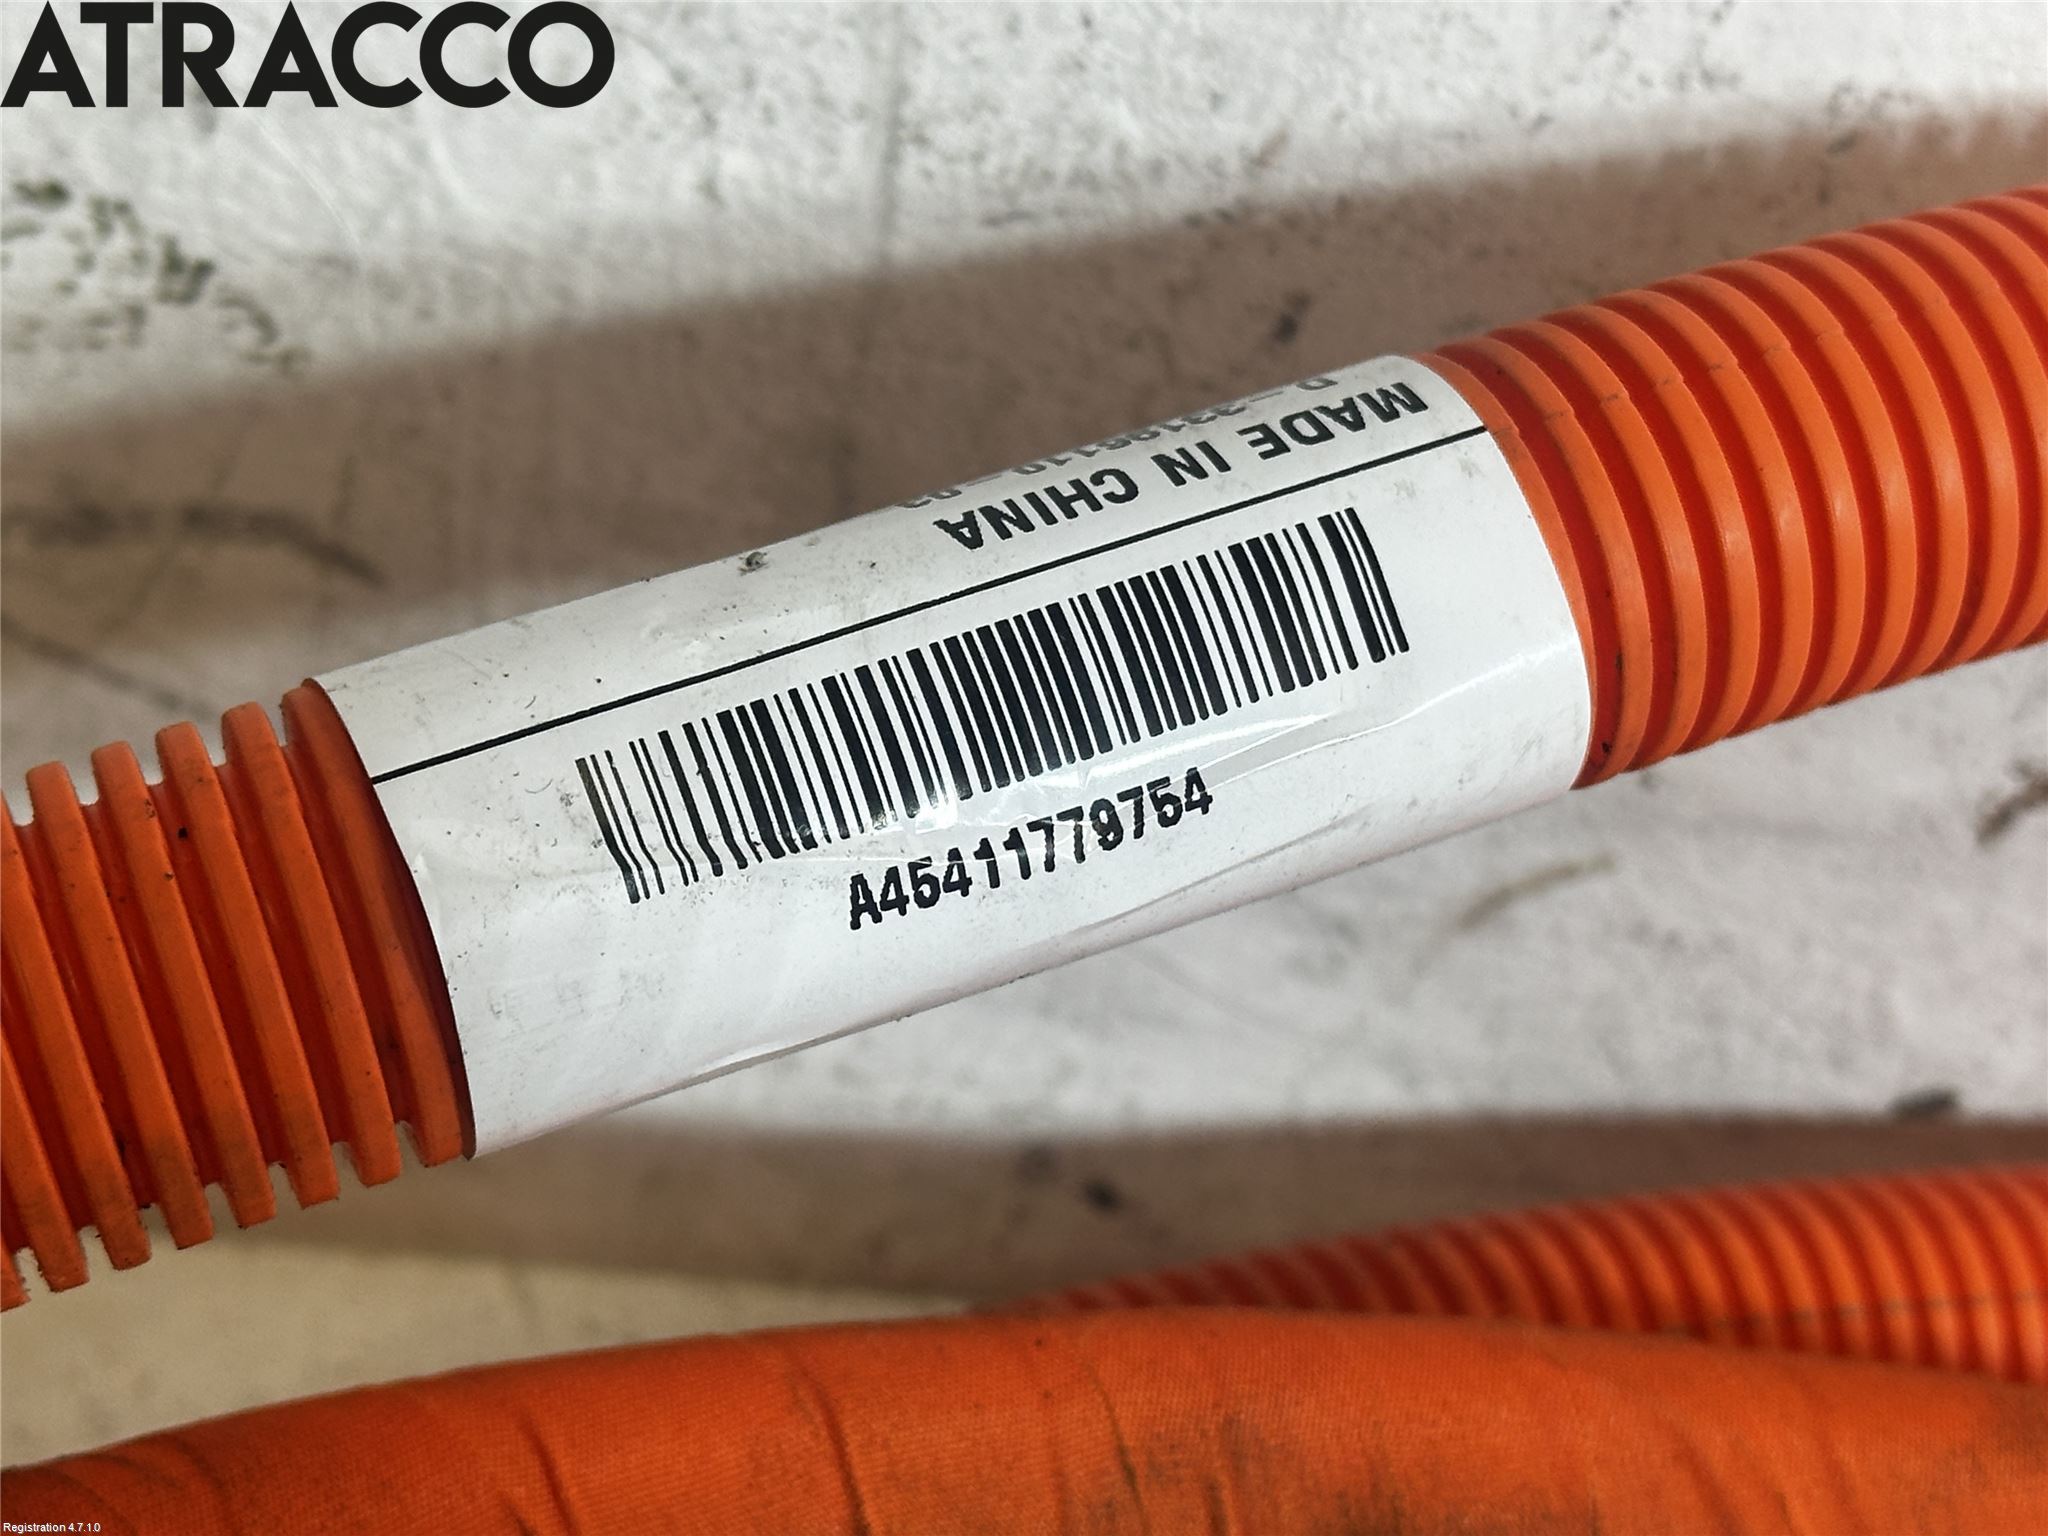 ATRACCO
MADE IN CHINA
A45411779754
Registration 4.7.1.0